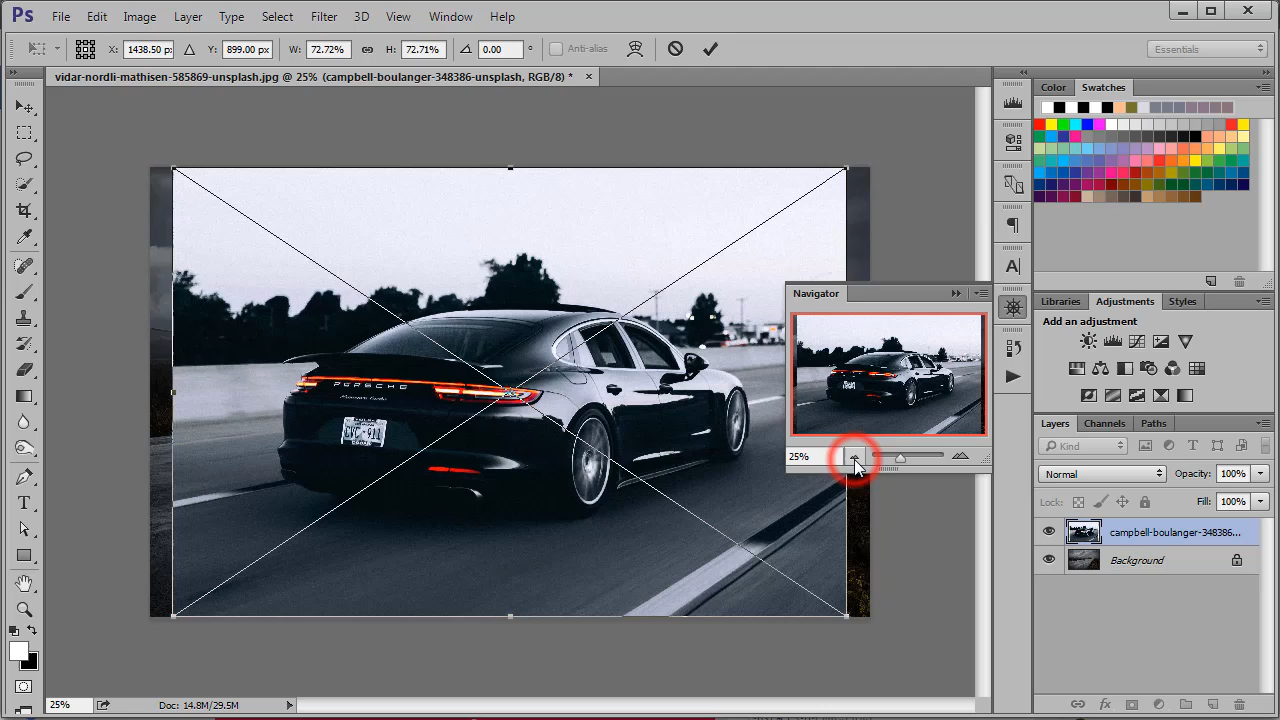 Ps File Edit Image Layer Type Select Filter 3D View Window Help
X: 1438.50 px Y: 899.00 px W: 72.72% H: 72.71% 0.00 ° Anti-alias Essentials
vidar-nordli-mathisen-585869-unsplash.jpg @ 25% (campbell-boulanger-348386-unsplash, RGB/8) * ×
Color Swatches
Navigator
25%
Libraries Adjustments Styles
Add an adjustment
Layers Channels Paths
Kind
Normal Opacity: 100%
Lock: Fill: 100%
campbell-boulanger-348386...
Background
PORSCHE
Panamera Turbo
25% Doc: 14.8M/29.5M